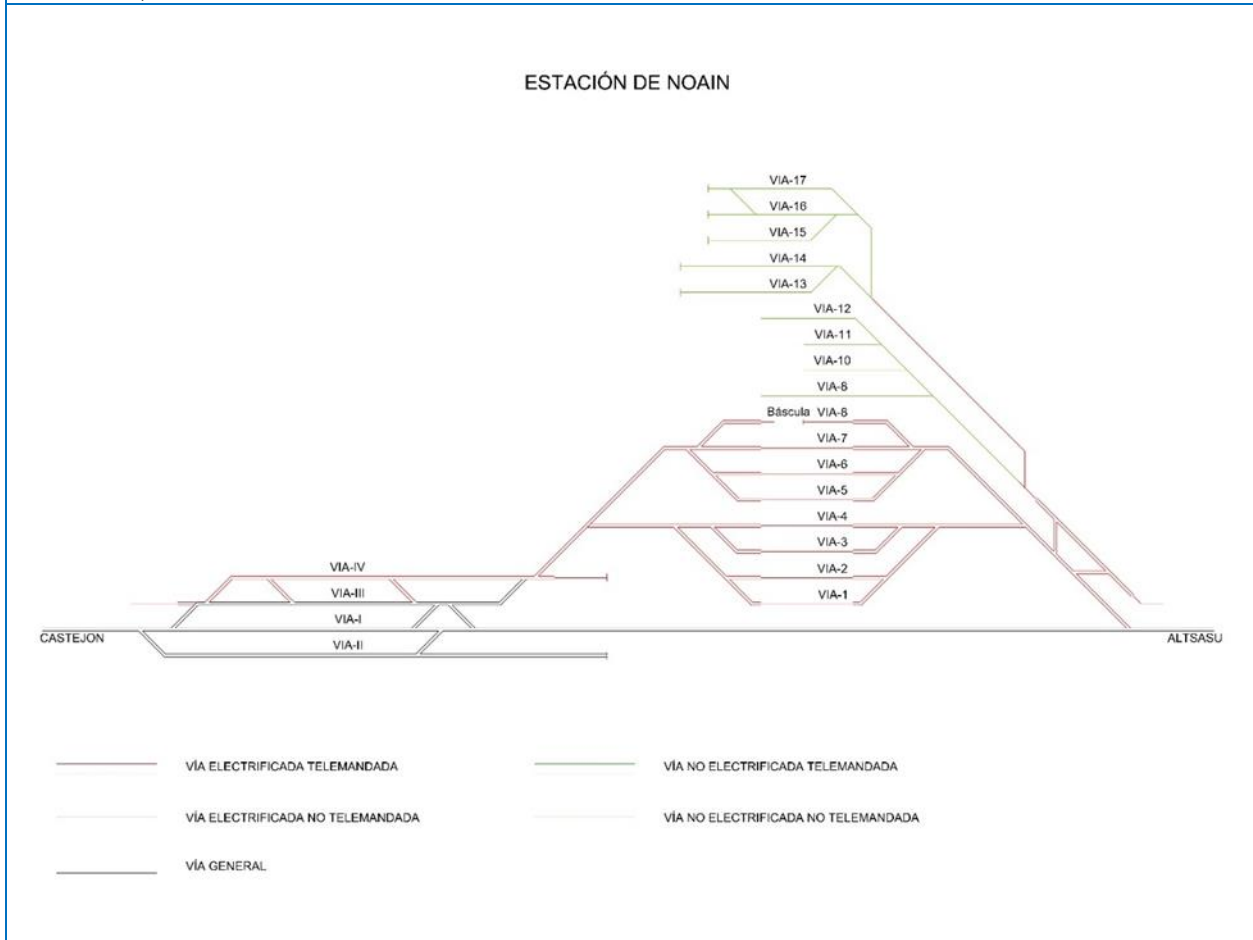 ESTACIÓN DE NOAIN
VIA-17
VIA-16
VIA-15
VIA-14
VIA-13
VIA-12
VIA-11
VIA-10
VIA-8
Báscula VIA-8
VIA-7
VIA-6
VIA-5
VIA-4
VIA-3
VIA-2
VIA-1
VIA-IV
VIA-III
VIA-I
CASTEJON
ALTSASU
VIA-II
VÍA ELECTRIFICADA TELEMANDADA
VÍA NO ELECTRIFICADA TELEMANDADA
VÍA ELECTRIFICADA NO TELEMANDADA
VÍA NO ELECTRIFICADA NO TELEMANDADA
VÍA GENERAL